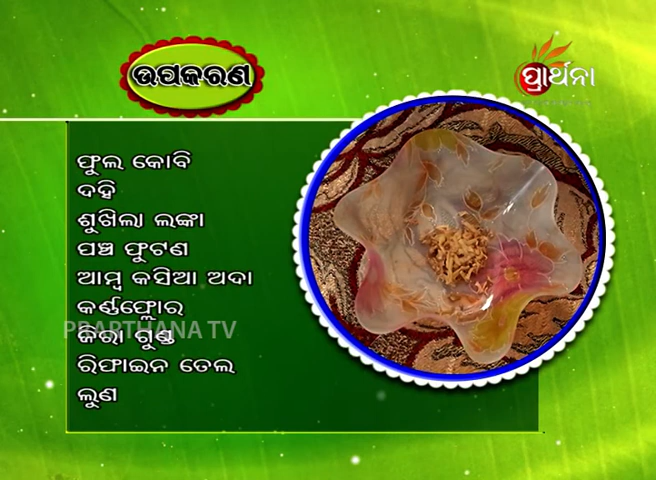 ଉପକରଣ
ପ୍ରାର୍ଥନା
ଫୁଲ କୋବି
ଦହି
ଶୁଖିଲା ଲଙ୍କା
ପଞ୍ଚ ଫୁଟଣ
ଆମ୍ବ କସିଆ ଅଦା
କର୍ଣ୍ଣଫ୍ଲୋର
PRARTHANA TV
ଜିରା ଗୁଣ୍ଡ
ରିଫାଇନ ତେଲ
ଲୁଣ